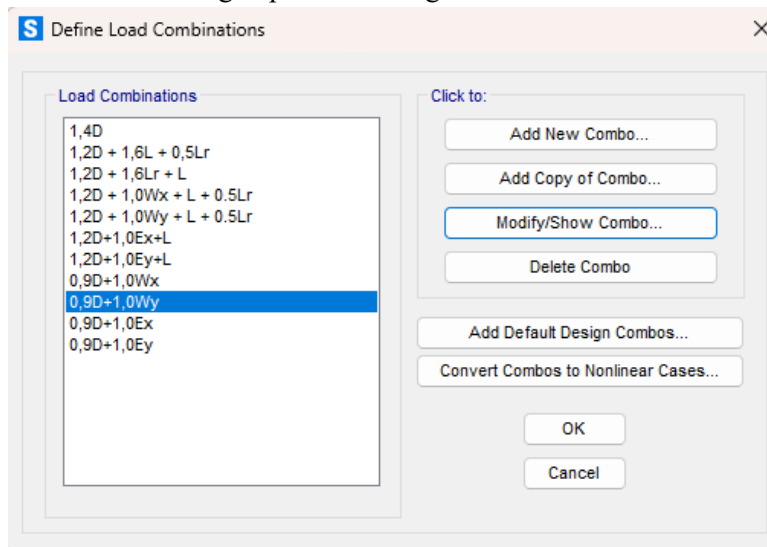 S Define Load Combinations
Load Combinations
1,4D
1,2D + 1,6L + 0,5Lr
1,2D + 1,6Lr + L
1,2D + 1,0Wx + L + 0.5Lr
1,2D + 1,0Wy + L + 0.5Lr
1,2D+1,0Ex+L
1,2D+1,0Ey+L
0,9D+1,0Wx
0,9D+1,0Wy
0,9D+1,0Ex
0,9D+1,0Ey
Click to:
Add New Combo...
Add Copy of Combo...
Modify/Show Combo...
Delete Combo
Add Default Design Combos...
Convert Combos to Nonlinear Cases...
OK
Cancel